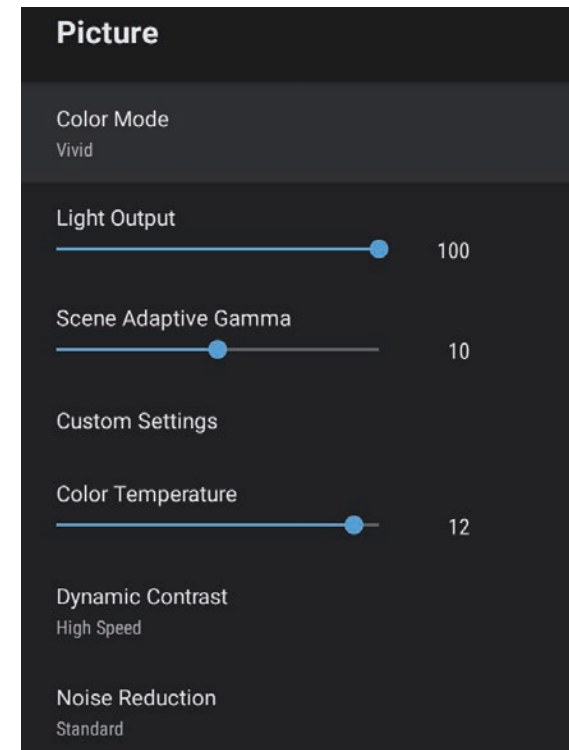 Picture
Color Mode
Vivid
Light Output
100
Scene Adaptive Gamma
10
Custom Settings
Color Temperature
12
Dynamic Contrast
High Speed
Noise Reduction
Standard